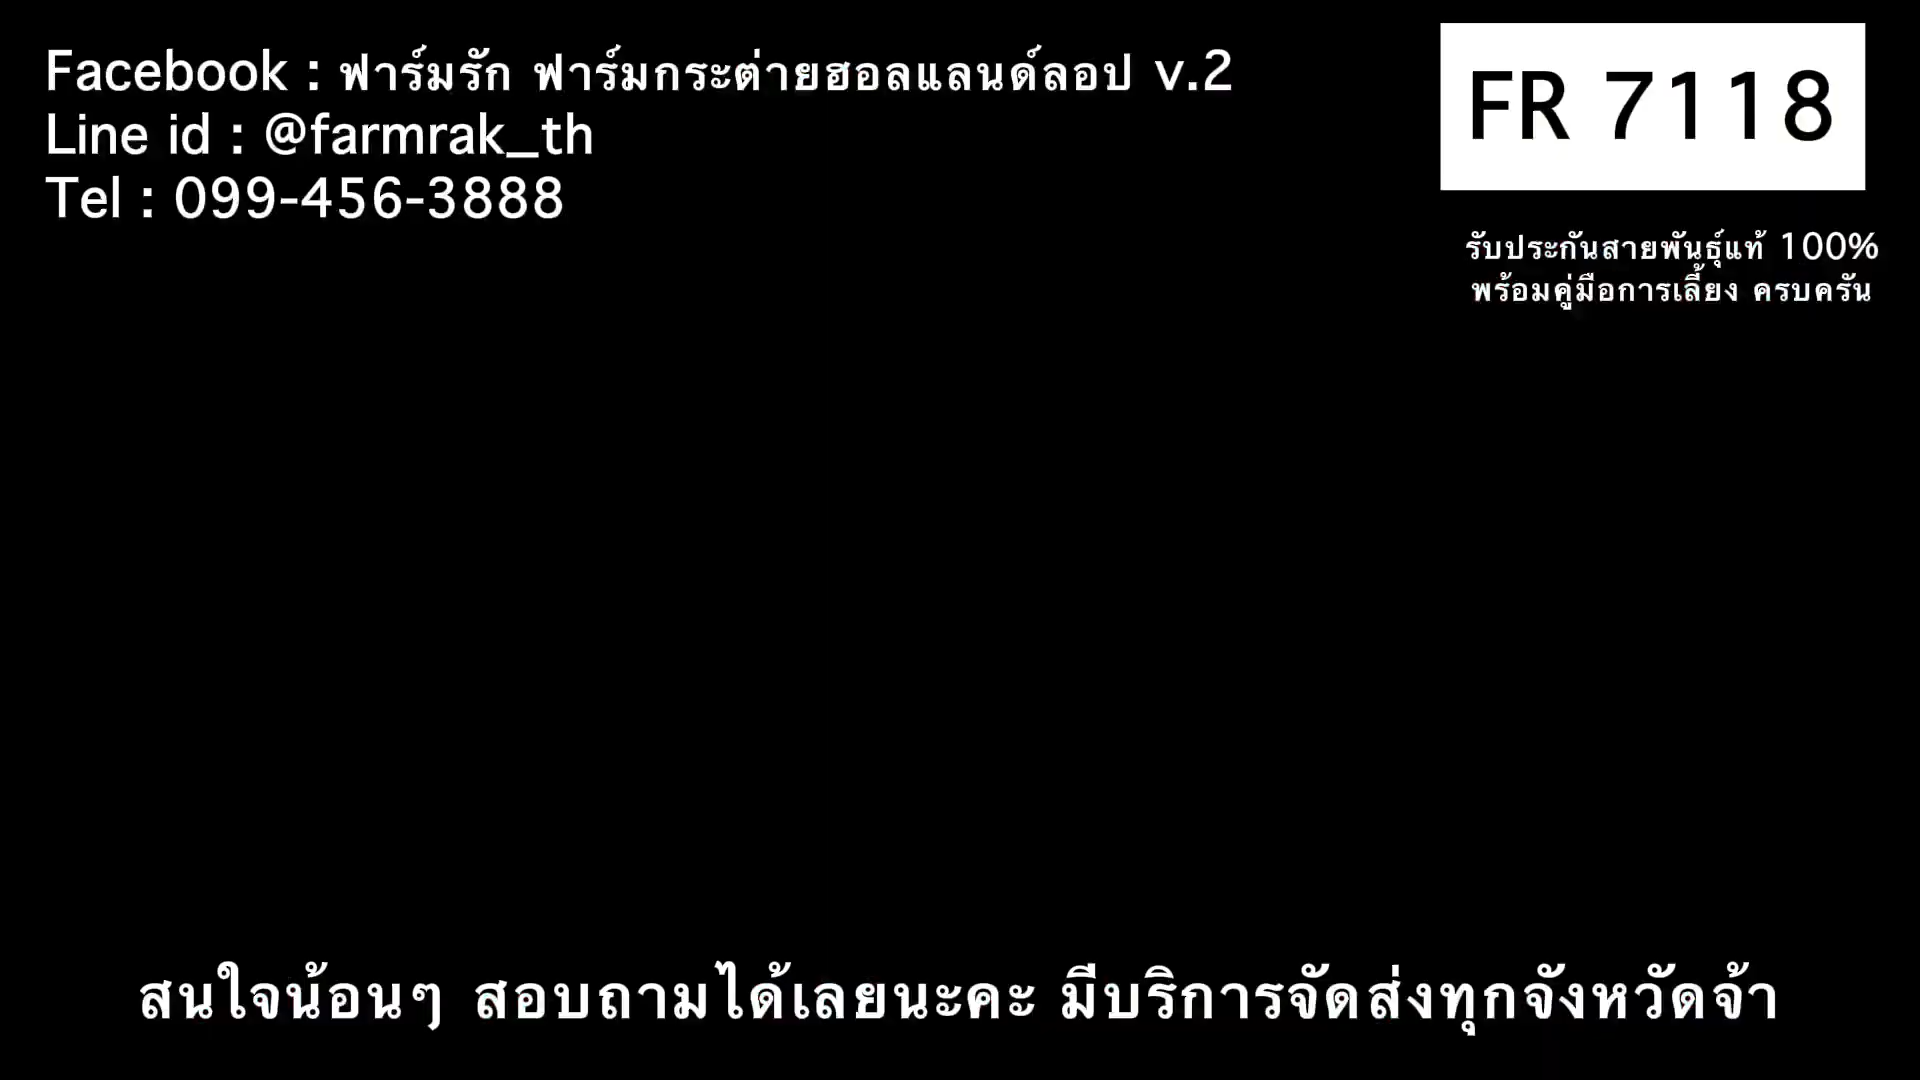 Facebook : ฟาร์มรัก ฟาร์มกระต่ายฮอลแลนด์ลอป v.2
Line id : @farmrak_th
Tel : 099-456-3888
FR 7118
รับประกันสายพันธุ์แท้ 100%
พร้อมคู่มือการเลี้ยง ครบครัน
สนใจน้อนๆ สอบถามได้เลยนะคะ มีบริการจัดส่งทุกจังหวัดจ้า